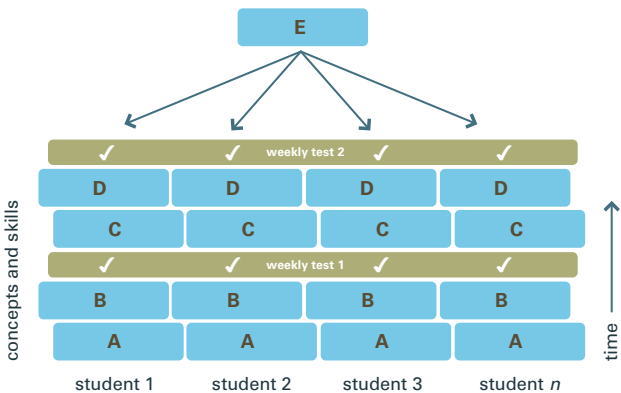 E
✓ ✓ weekly test 2 ✓ ✓
D D D D
C C C C
✓ ✓ weekly test 1 ✓ ✓
B B B B
A A A A
student 1 student 2 student 3 student n
concepts and skills
time